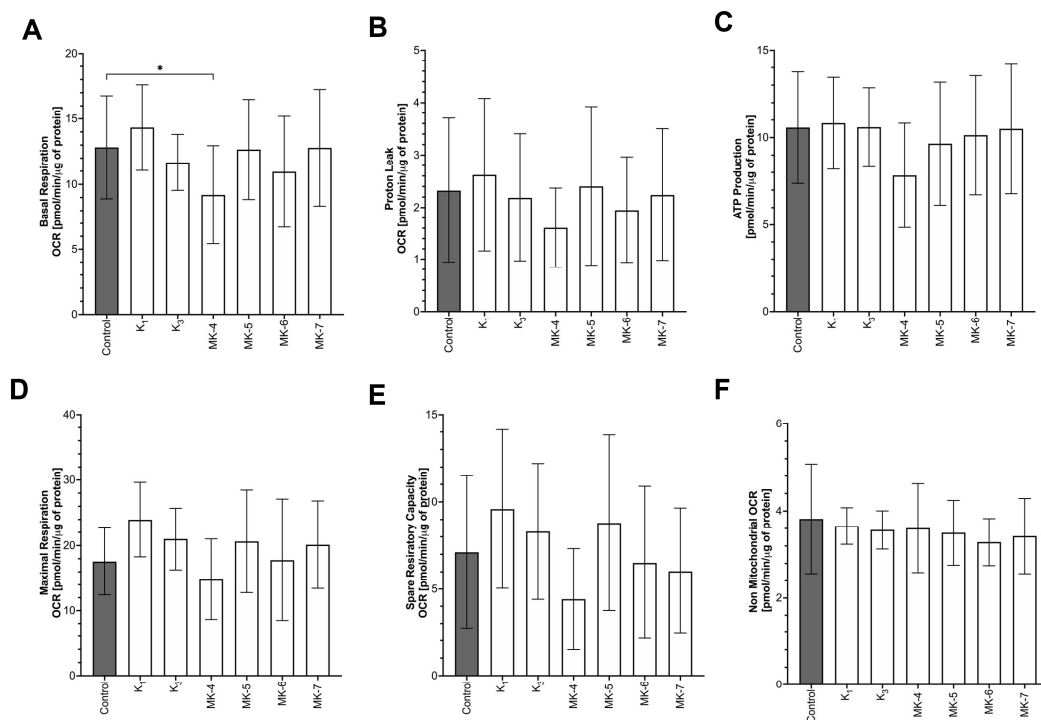 A
Basal Respiration
OCR [pmol/min/µg of protein]
20
15
10
5
0
*
Control
K1
K3
MK-4
MK-5
MK-6
MK-7
B
Proton Leak
OCR [pmol/min/µg of protein]
5
4
3
2
1
0
Control
K.
K3
MK-4
MK-5
MK-6
MK-7
C
ATP Production
[pmol/min/µg of protein]
15
10
5
0
Control
K1
K3
MK-4
MK-5
MK-6
MK-7
D
Maximal Respiration
OCR [pmol/min/µg of protein]
40
30
20
10
0
Control
K1
K3
MK-4
MK-5
MK-6
MK-7
E
Spare Resiratory Capacity
OCR [pmol/min/µg of protein]
15
10
5
0
Control
K1
K3
MK-4
MK-5
MK-6
MK-7
F
Non Mitochondrial OCR
[pmol/min/µg of protein]
6
4
2
0
Control
K1
K3
MK-4
MK-5
MK-6
MK-7